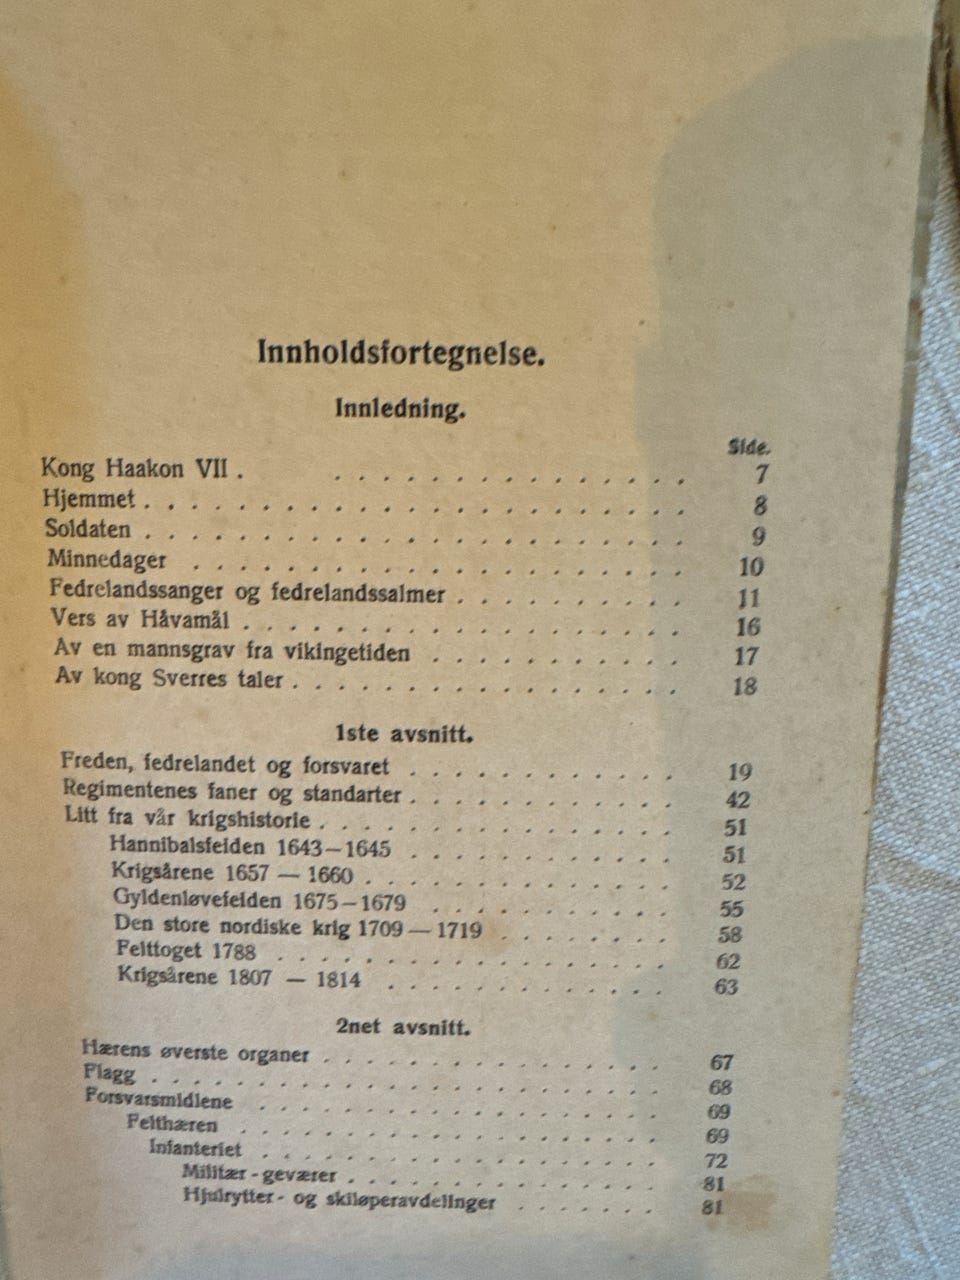 Innholdsfortegnelse.
Innledning.
Side.
Kong Haakon VII . . . . . . . . . . . . . . . 7
Hjemmet . . . . . . . . . . . . . . . . . . . . . . . 8
Soldaten . . . . . . . . . . . . . . . . . . . . . . . 9
Minnedager . . . . . . . . . . . . . . . . . . . . . 10
Fedrelandssanger og fedrelandssalmer . . . . . . . . . . 11
Vers av Håvamål . . . . . . . . . . . . . . . . . . . 16
Av en mannsgrav fra vikingetiden . . . . . . . . . . . 17
Av kong Sverres taler . . . . . . . . . . . . . . . . . 18
1ste avsnitt.
Freden, fedrelandet og forsvaret . . . . . . . . . . . . 19
Regimentenes faner og standarter . . . . . . . . . . . . 42
Litt fra vår krigshistorie . . . . . . . . . . . . . . . . 51
Hannibalsfeiden 1643—1645 . . . . . . . . . . . . 51
Krigsårene 1657 — 1660 . . . . . . . . . . . . . . 52
Gyldenløvefeiden 1675—1679 . . . . . . . . . . . 55
Den store nordiske krig 1709 — 1719 . . . . . . . . 58
Felttoget 1788 . . . . . . . . . . . . . . . . . . 62
Krigsårene 1807 — 1814 . . . . . . . . . . . . . 63
2net avsnitt.
Hærens øverste organer . . . . . . . . . . . . . . . . 67
Flagg . . . . . . . . . . . . . . . . . . . . . . . 68
Forsvarsmidlene . . . . . . . . . . . . . . . . . . . 69
Felthæren . . . . . . . . . . . . . . . . . . . . 69
Infanteriet . . . . . . . . . . . . . . . . . . . 72
Militær - geværer . . . . . . . . . . . . . . . 81
Hjulrytter- og skiløperavdelinger . . . . . . . 81